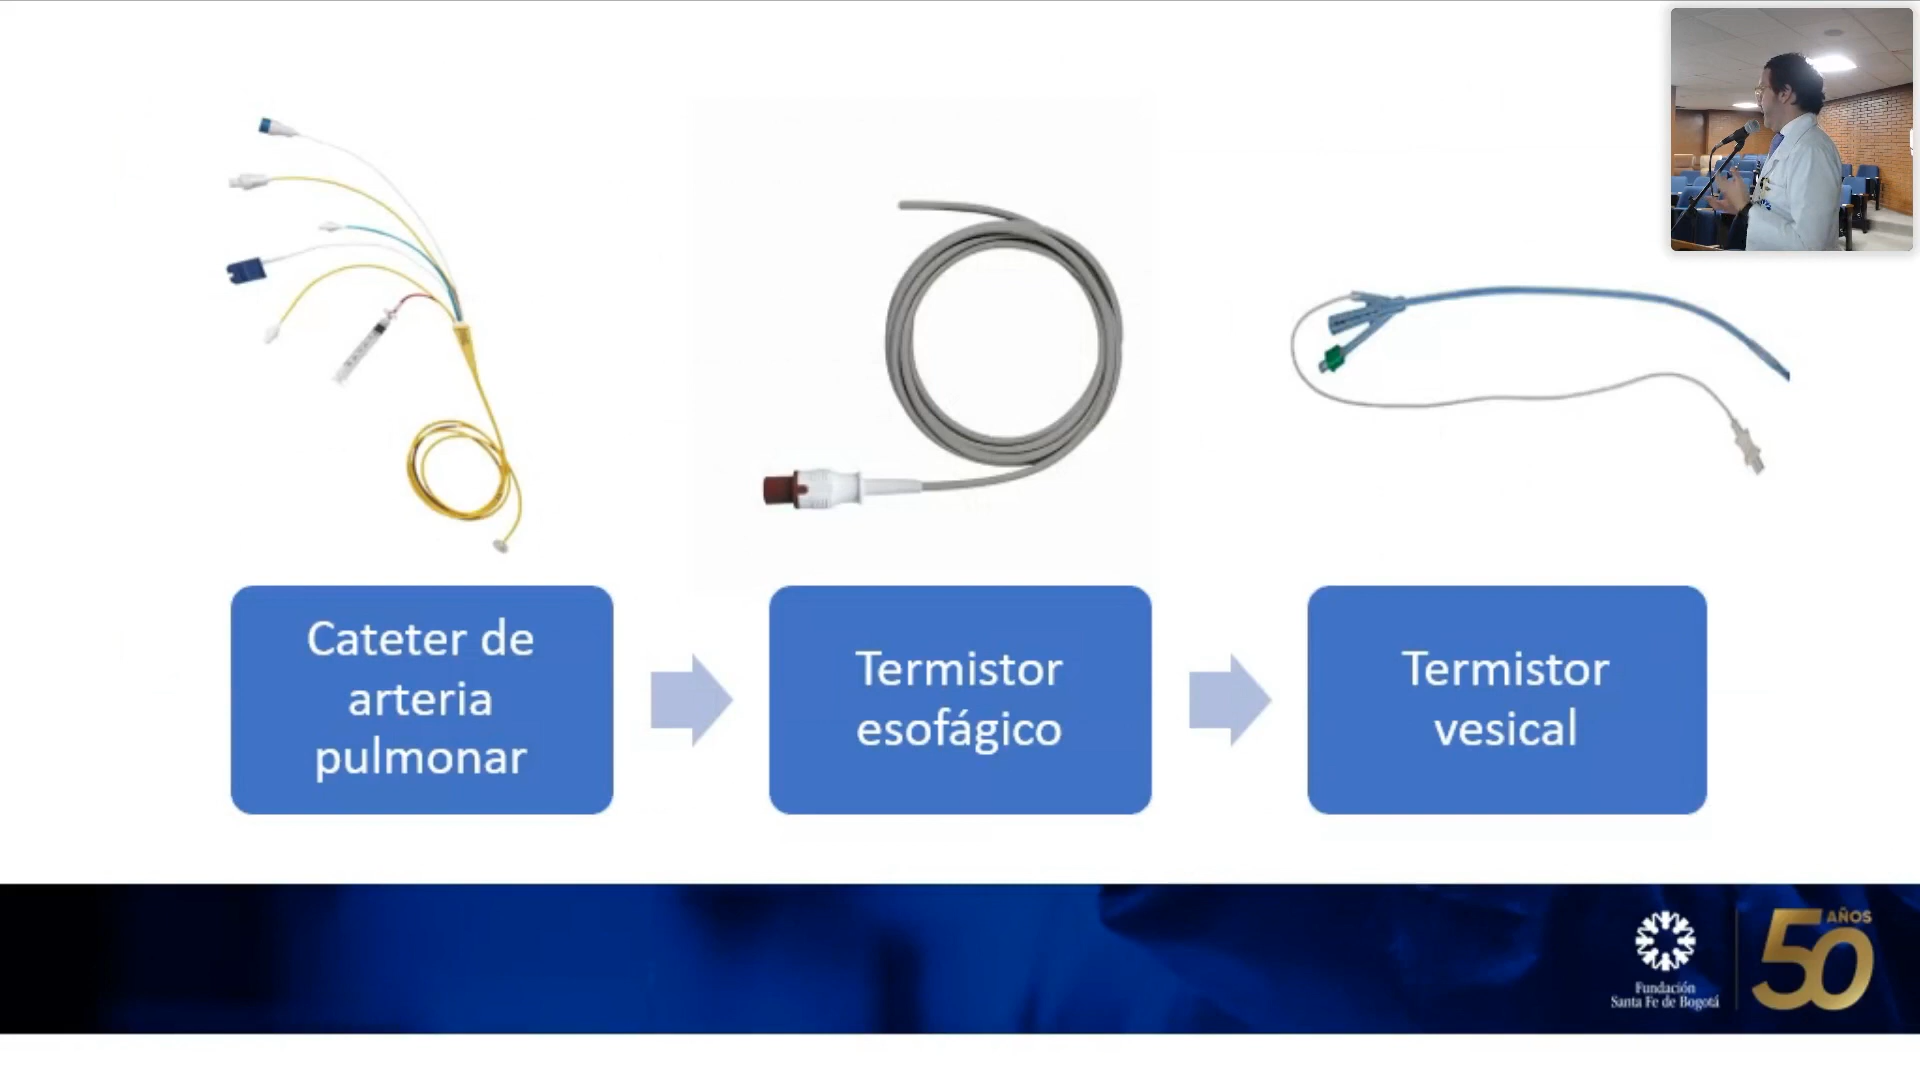 Cateter de
arteria
pulmonar
Termistor
esofágico
Termistor
vesical
Fundación
Santa Fe de Bogotá
50 AÑOS